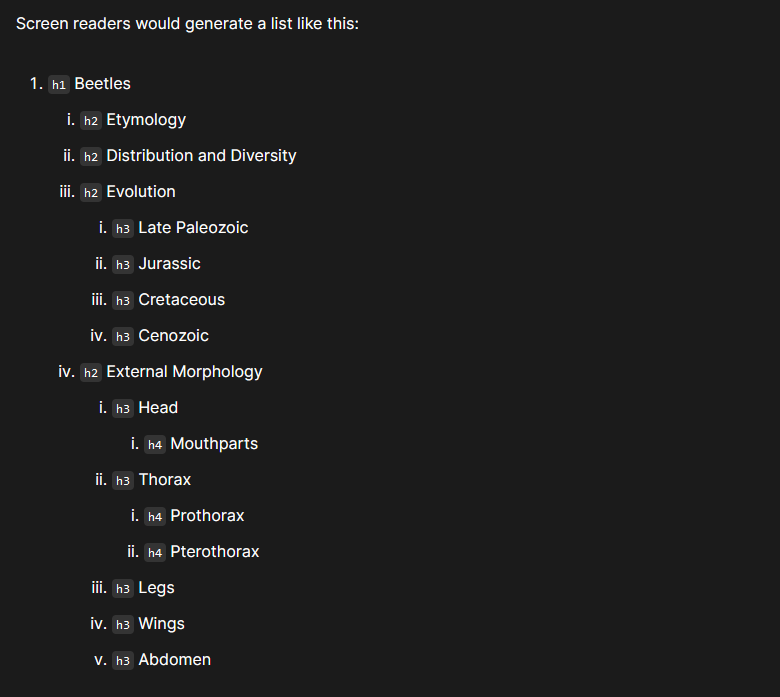 Screen readers would generate a list like this:
1. h1 Beetles
i. h2 Etymology
ii. h2 Distribution and Diversity
iii. h2 Evolution
i. h3 Late Paleozoic
ii. h3 Jurassic
iii. h3 Cretaceous
iv. h3 Cenozoic
iv. h2 External Morphology
i. h3 Head
i. h4 Mouthparts
ii. h3 Thorax
i. h4 Prothorax
ii. h4 Pterothorax
iii. h3 Legs
iv. h3 Wings
v. h3 Abdomen